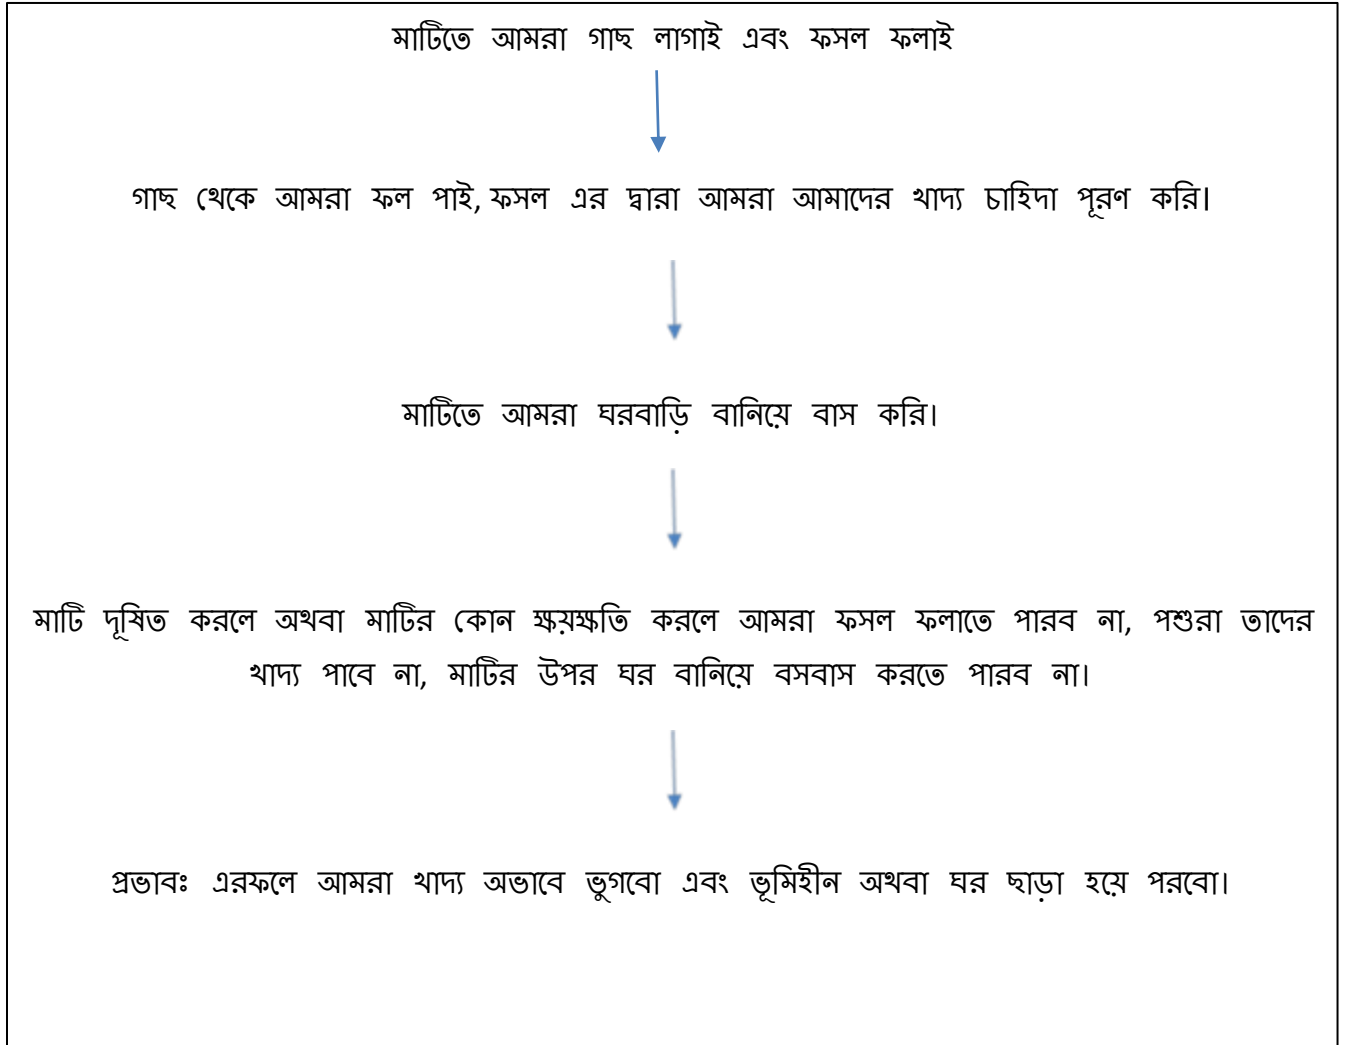 মাটিতে আমরা গাছ লাগাই এবং ফসল ফলাই
গাছ থেকে আমরা ফল পাই, ফসল এর দ্বারা আমরা আমাদের খাদ্য চাহিদা পূরণ করি।
মাটিতে আমরা ঘরবাড়ি বানিয়ে বাস করি।
মাটি দূষিত করলে অথবা মাটির কোন ক্ষয়ক্ষতি করলে আমরা ফসল ফলাতে পারব না, পশুরা তাদের
খাদ্য পাবে না, মাটির উপর ঘর বানিয়ে বসবাস করতে পারব না।
প্রভাবঃ এরফলে আমরা খাদ্য অভাবে ভুগবো এবং ভূমিহীন অথবা ঘর ছাড়া হয়ে পরবো।